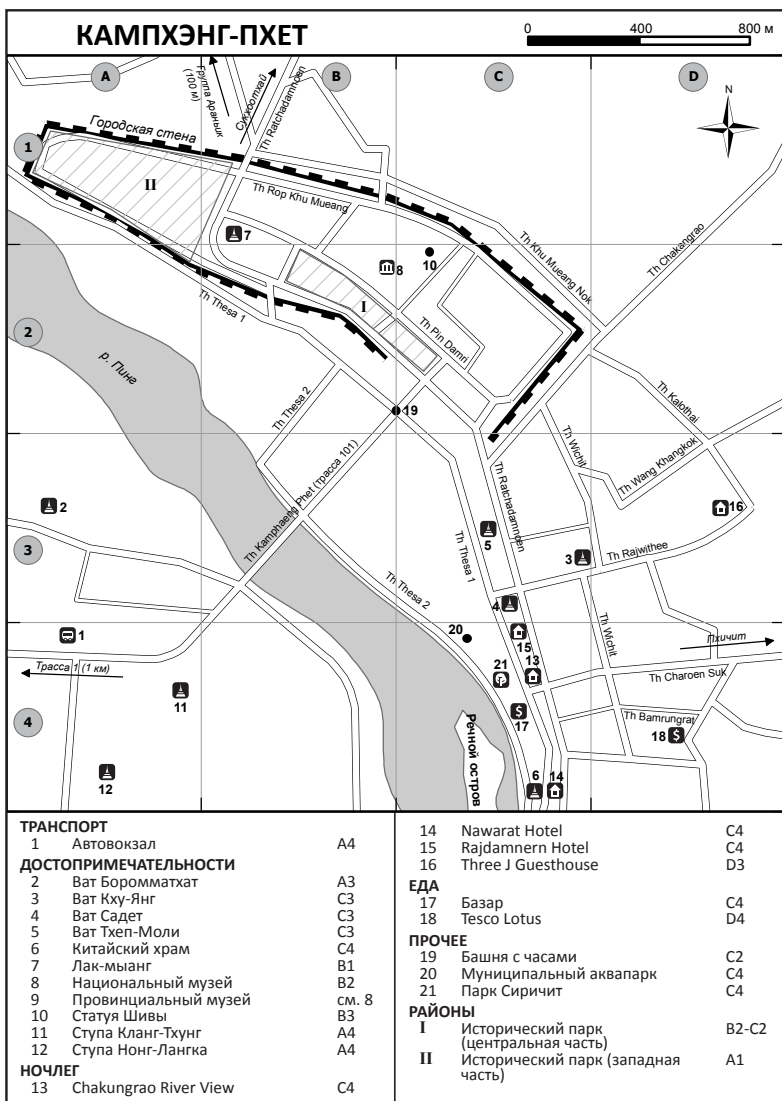 КАМПХЭНГ-ПХЕТ
0 400 800 м
A B C D
N
Группа Араньик
(100 м)
Сукхотхай
Th Ratchadamnoen
Городская стена
1
II
Th Rop Khu Mueang
7
8
10
Th Khu Mueang Nok
Th Chakangrao
I
Th Thesa 1
Th Pin Damri
2
р. Пинг
Th Thesa 2
19
Th Kalothai
Th Wichit
Th Wang Khangkok
Th Kamphaeng Phet (трасса 101)
Th Ratchadamnoen
2
16
5
3
Th Thesa 1
3
Th Rajwithee
Th Thesa 2
4
Th Wichit
1
20
15
Пхичит
Трасса 1 (1 км)
21
13
Th Charoen Suk
11
4
17
Th Bamrungrat
18
Речной остров
12
6
14
ТРАНСПОРТ
1 Автовокзал A4
ДОСТОПРИМЕЧАТЕЛЬНОСТИ
2 Ват Боромматхат A3
3 Ват Кху-Янг C3
4 Ват Садет C3
5 Ват Тхеп-Моли C3
6 Китайский храм C4
7 Лак-мыанг B1
8 Национальный музей B2
9 Провинциальный музей см. 8
10 Статуя Шивы B3
11 Ступа Кланг-Тхунг A4
12 Ступа Нонг-Лангка A4
НОЧЛЕГ
13 Chakungrao River View C4
14 Nawarat Hotel C4
15 Rajdamnern Hotel C4
16 Three J Guesthouse D3
ЕДА
17 Базар C4
18 Tesco Lotus D4
ПРОЧЕЕ
19 Башня с часами C2
20 Муниципальный аквапарк C4
21 Парк Сиричит C4
РАЙОНЫ
I Исторический парк B2-C2
(центральная часть)
II Исторический парк (западная A1
часть)